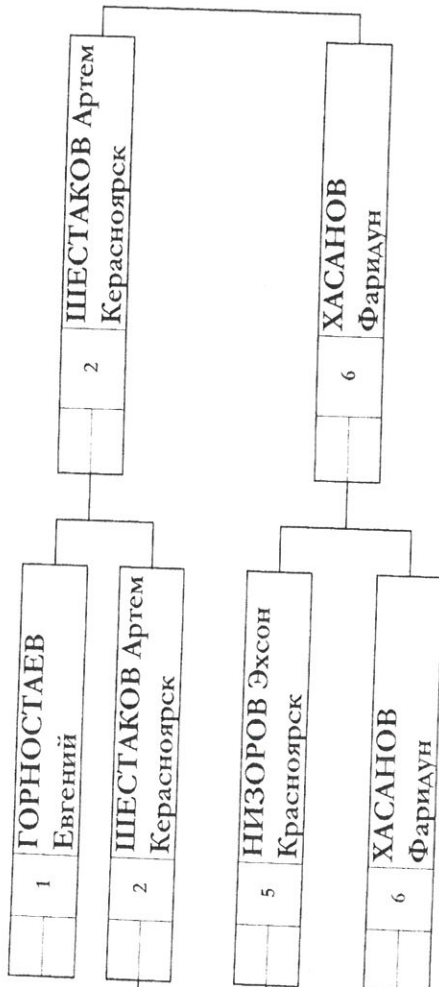 1
ГОРНОСТАЕВ
Евгений
2
ШЕСТАКОВ Артем
Керасноярск
5
НИЗОРОВ Эхсон
Красноярск
6
ХАСАНОВ
Фаридун
2
ШЕСТАКОВ Артем
Керасноярск
6
ХАСАНОВ
Фаридун